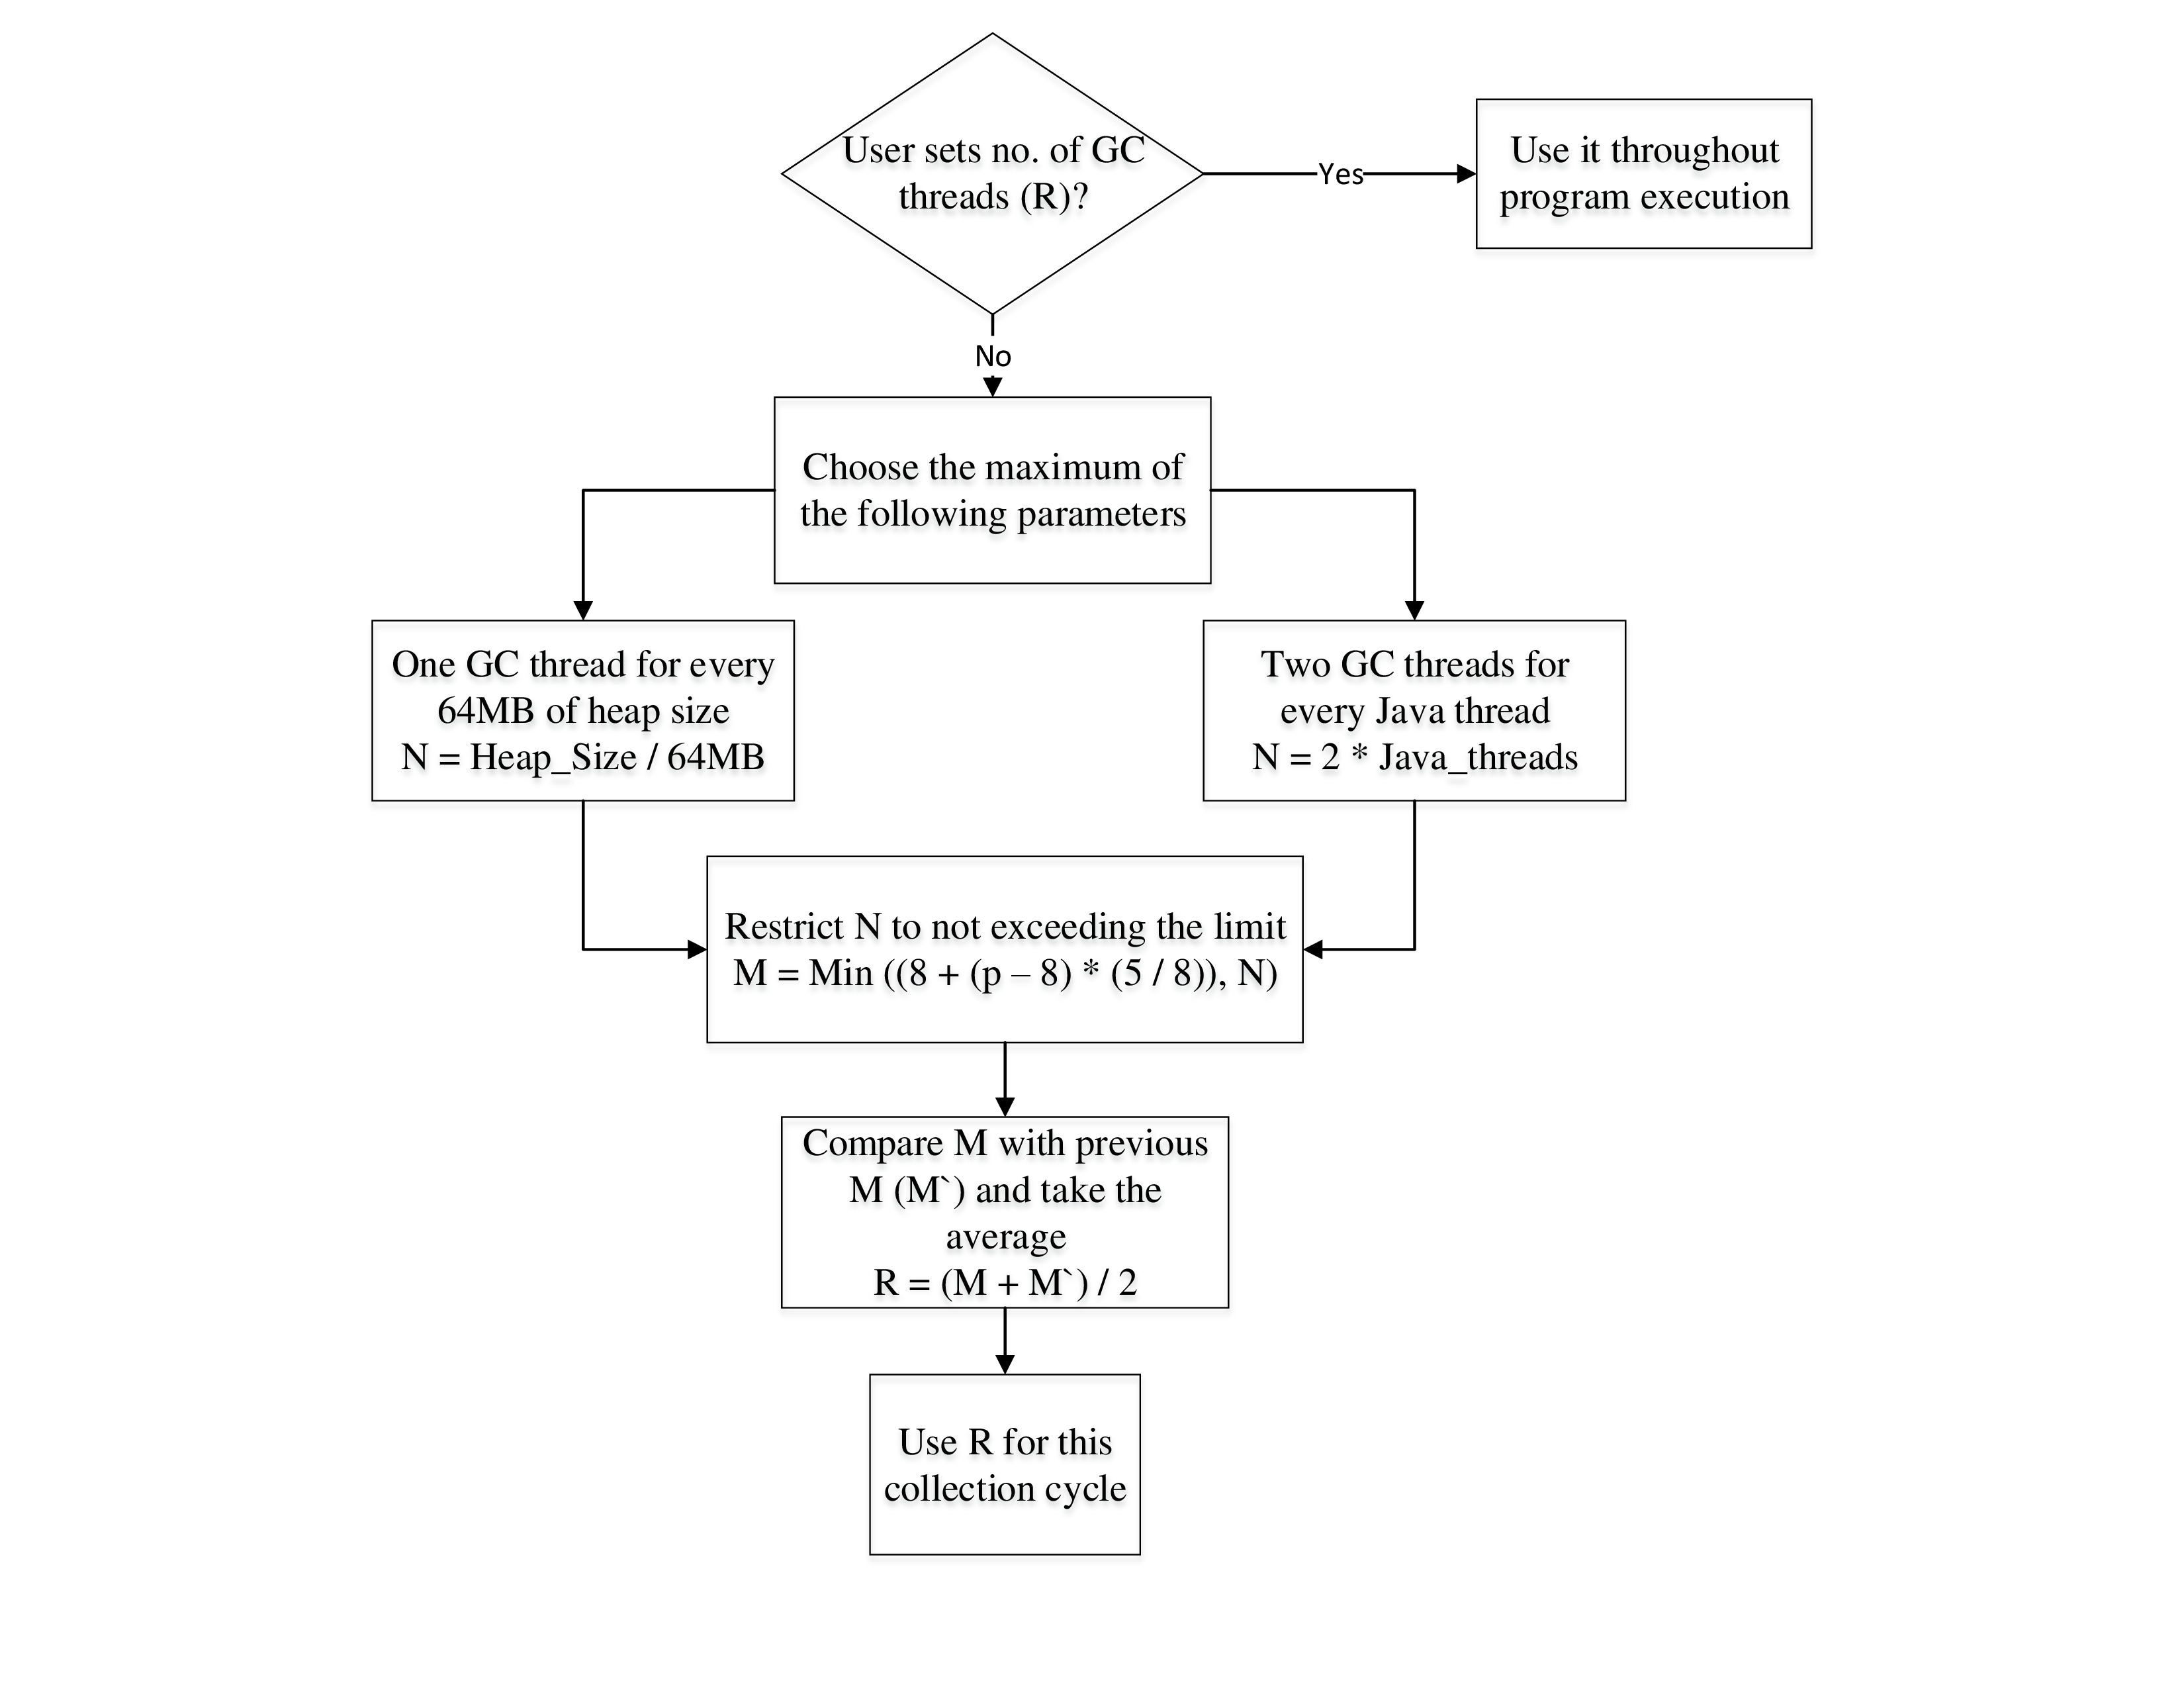 User sets no. of GC
threads (R)?
Yes
Use it throughout
program execution
No
Choose the maximum of
the following parameters
One GC thread for every
64MB of heap size
N = Heap_Size / 64MB
Two GC threads for
every Java thread
N = 2 * Java_threads
Restrict N to not exceeding the limit
M = Min ((8 + (p – 8) * (5 / 8)), N)
Compare M with previous
M (M`) and take the
average
R = (M + M`) / 2
Use R for this
collection cycle